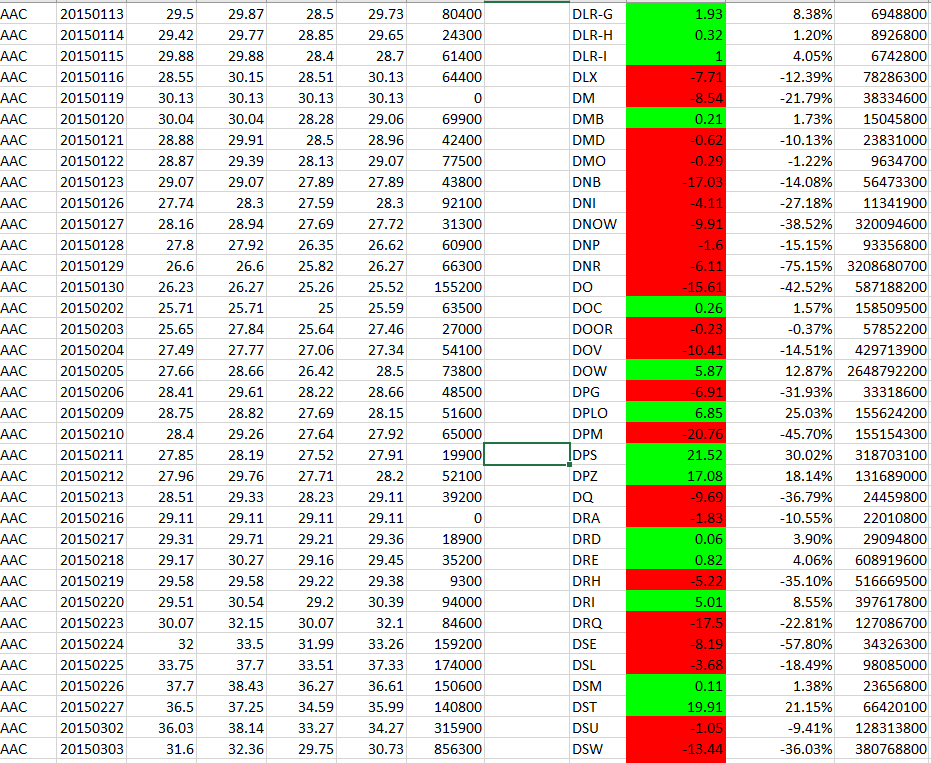 AAC 20150113 29.5 29.87 28.5 29.73 80400 DLR-G 1.93 8.38% 6948800
AAC 20150114 29.42 29.77 28.85 29.65 24300 DLR-H 0.32 1.20% 8926800
AAC 20150115 29.88 29.88 28.4 28.7 61400 DLR-I 1 4.05% 6742800
AAC 20150116 28.55 30.15 28.51 30.13 64400 DLX -7.71 -12.39% 78286300
AAC 20150119 30.13 30.13 30.13 30.13 0 DM -8.54 -21.79% 38334600
AAC 20150120 30.04 30.04 28.28 29.06 69900 DMB 0.21 1.73% 15045800
AAC 20150121 28.88 29.91 28.5 28.96 42400 DMD -0.62 -10.13% 23831000
AAC 20150122 28.87 29.39 28.13 29.07 77500 DMO -0.29 -1.22% 9634700
AAC 20150123 29.07 29.07 27.89 27.89 43800 DNB -17.03 -14.08% 56473300
AAC 20150126 27.74 28.3 27.59 28.3 92100 DNI -4.11 -27.18% 11341900
AAC 20150127 28.16 28.94 27.69 27.72 31300 DNOW -9.91 -38.52% 320094600
AAC 20150128 27.8 27.92 26.35 26.62 60900 DNP -1.6 -15.15% 93356800
AAC 20150129 26.6 26.6 25.82 26.27 66300 DNR -6.11 -75.15% 3208680700
AAC 20150130 26.23 26.27 25.26 25.52 155200 DO -15.61 -42.52% 587188200
AAC 20150202 25.71 25.71 25 25.59 63500 DOC 0.26 1.57% 158509500
AAC 20150203 25.65 27.84 25.64 27.46 27000 DOOR -0.23 -0.37% 57852200
AAC 20150204 27.49 27.77 27.06 27.34 54100 DOV -10.41 -14.51% 429713900
AAC 20150205 27.66 28.66 26.42 28.5 73800 DOW 5.87 12.87% 2648792200
AAC 20150206 28.41 29.61 28.22 28.66 48500 DPG -6.91 -31.93% 33318600
AAC 20150209 28.75 28.82 27.69 28.15 51600 DPLO 6.85 25.03% 155624200
AAC 20150210 28.4 29.26 27.64 27.92 65000 DPM -20.76 -45.70% 155154300
AAC 20150211 27.85 28.19 27.52 27.91 19900 DPS 21.52 30.02% 318703100
AAC 20150212 27.96 29.76 27.71 28.2 52100 DPZ 17.08 18.14% 131689000
AAC 20150213 28.51 29.33 28.23 29.11 39200 DQ -9.69 -36.79% 24459800
AAC 20150216 29.11 29.11 29.11 29.11 0 DRA -1.83 -10.55% 22010800
AAC 20150217 29.31 29.71 29.21 29.36 18900 DRD 0.06 3.90% 29094800
AAC 20150218 29.17 30.27 29.16 29.45 35200 DRE 0.82 4.06% 608919600
AAC 20150219 29.58 29.58 29.22 29.38 9300 DRH -5.22 -35.10% 516669500
AAC 20150220 29.51 30.54 29.2 30.39 94000 DRI 5.01 8.55% 397617800
AAC 20150223 30.07 32.15 30.07 32.1 84600 DRQ -17.5 -22.81% 127086700
AAC 20150224 32 33.5 31.99 33.26 159200 DSE -8.19 -57.80% 34326300
AAC 20150225 33.75 37.7 33.51 37.33 174000 DSL -3.68 -18.49% 98085000
AAC 20150226 37.7 38.43 36.27 36.61 150600 DSM 0.11 1.38% 23656800
AAC 20150227 36.5 37.25 34.59 35.99 140800 DST 19.91 21.15% 66420100
AAC 20150302 36.03 38.14 33.27 34.27 315900 DSU -1.05 -9.41% 128313800
AAC 20150303 31.6 32.36 29.75 30.73 856300 DSW -13.44 -36.03% 380768800